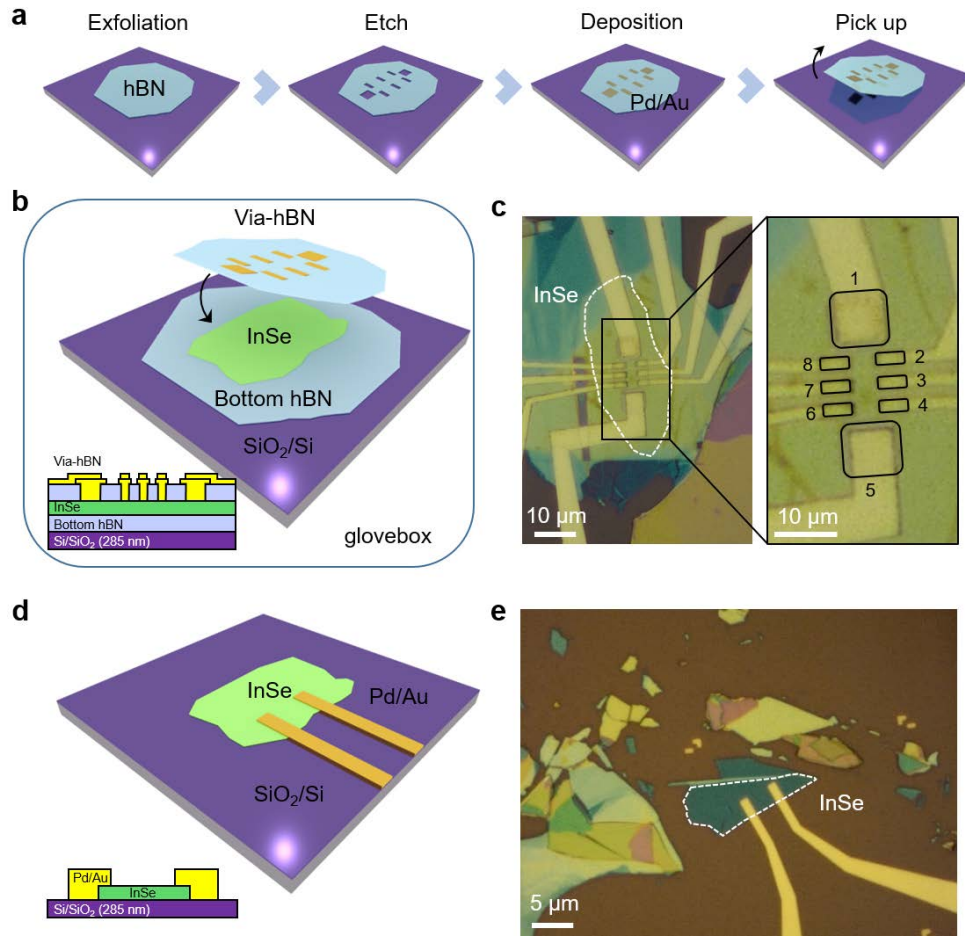 a
Exfoliation
Etch
Deposition
Pick up
hBN
Pd/Au
b
Via-hBN
InSe
Bottom hBN
SiO₂/Si
Via-hBN
InSe
Bottom hBN
Si/SiO₂ (285 nm)
glovebox
c
InSe
10 μm
1
8
2
7
3
6
4
5
10 μm
d
InSe
Pd/Au
SiO₂/Si
Pd/Au
InSe
Si/SiO₂ (285 nm)
e
InSe
5 μm